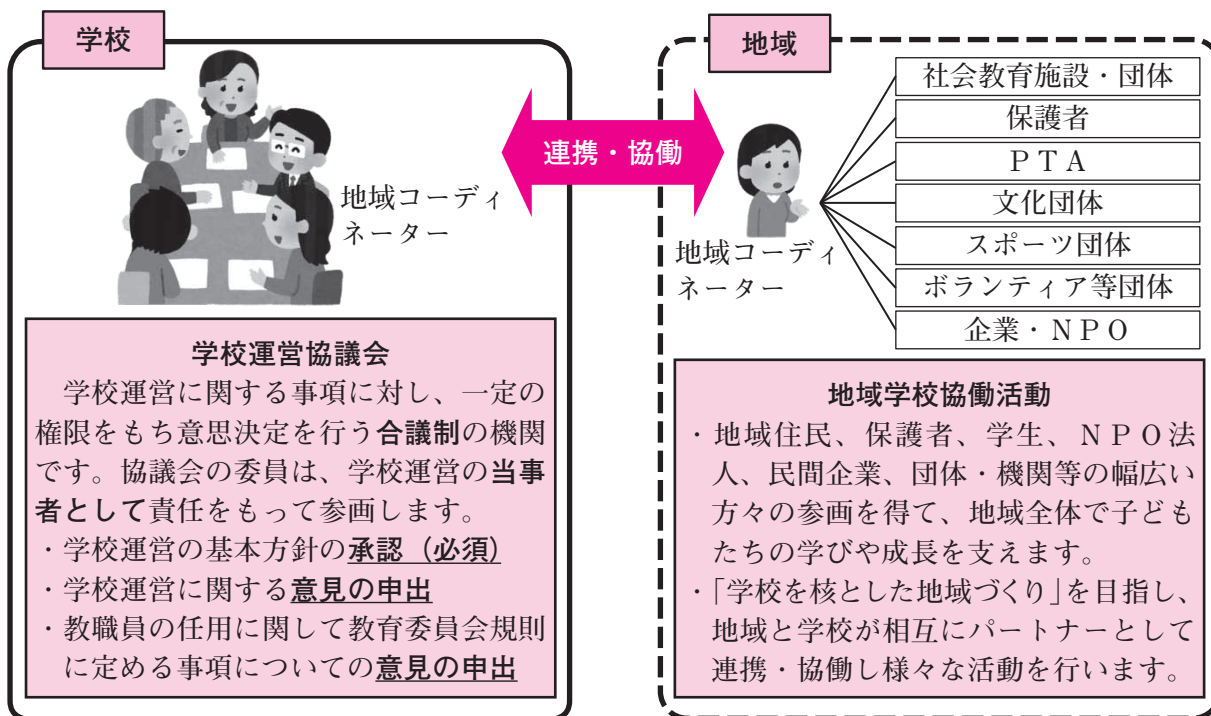 学校
地域コーディ
ネーター
学校運営協議会
学校運営に関する事項に対し、一定の
権限をもち意思決定を行う合議制の機関
です。協議会の委員は、学校運営の当事
者として責任をもって参画します。
・学校運営の基本方針の承認（必須）
・学校運営に関する意見の申出
・教職員の任用に関して教育委員会規則
に定める事項についての意見の申出
連携・協働
地域
地域コーディ
ネーター
社会教育施設・団体
保護者
ＰＴＡ
文化団体
スポーツ団体
ボランティア等団体
企業・ＮＰＯ
地域学校協働活動
・地域住民、保護者、学生、ＮＰＯ法
人、民間企業、団体・機関等の幅広い
方々の参画を得て、地域全体で子ども
たちの学びや成長を支えます。
・「学校を核とした地域づくり」を目指し、
地域と学校が相互にパートナーとして
連携・協働し様々な活動を行います。